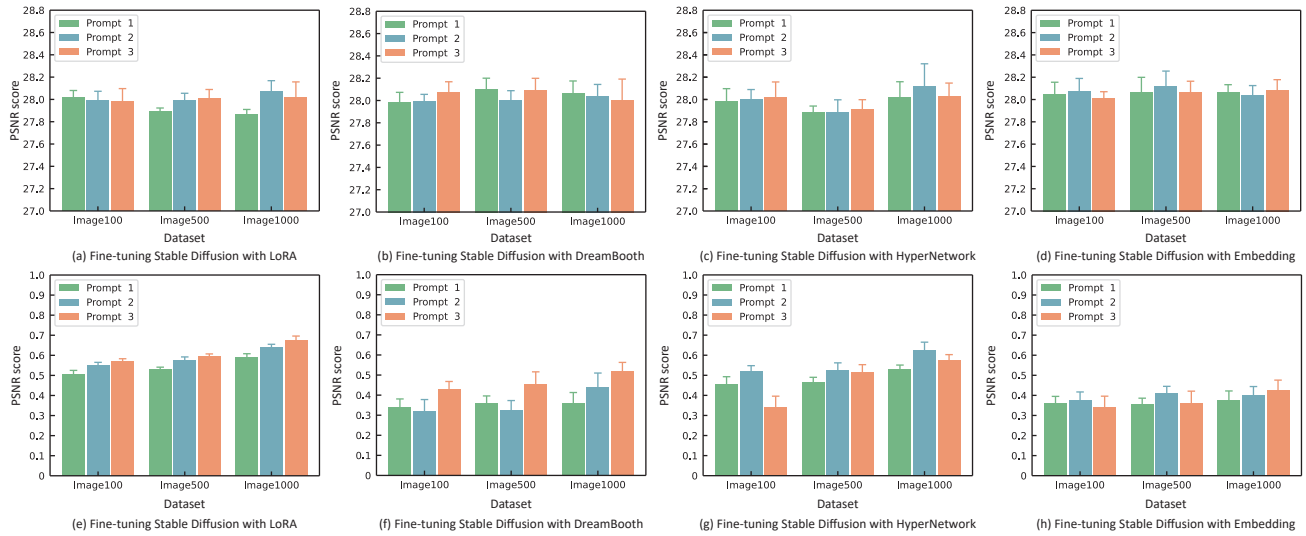 28.8
28.6
28.4
28.2
28.0
27.8
27.6
27.4
27.2
27.0
PSNR score
Prompt 1
Prompt 2
Prompt 3
Image100 Image500 Image1000
Dataset
(a) Fine-tuning Stable Diffusion with LoRA
28.8
28.6
28.4
28.2
28.0
27.8
27.6
27.4
27.2
27.0
PSNR score
Prompt 1
Prompt 2
Prompt 3
Image100 Image500 Image1000
Dataset
(b) Fine-tuning Stable Diffusion with DreamBooth
28.8
28.6
28.4
28.2
28.0
27.8
27.6
27.4
27.2
27.0
PSNR score
Prompt 1
Prompt 2
Prompt 3
Image100 Image500 Image1000
Dataset
(c) Fine-tuning Stable Diffusion with HyperNetwork
28.8
28.6
28.4
28.2
28.0
27.8
27.6
27.4
27.2
27.0
PSNR score
Prompt 1
Prompt 2
Prompt 3
Image100 Image500 Image1000
Dataset
(d) Fine-tuning Stable Diffusion with Embedding
1.0
0.9
0.8
0.7
0.6
0.5
0.4
0.3
0.2
0.1
0
PSNR score
Prompt 1
Prompt 2
Prompt 3
Image100 Image500 Image1000
Dataset
(e) Fine-tuning Stable Diffusion with LoRA
1.0
0.9
0.8
0.7
0.6
0.5
0.4
0.3
0.2
0.1
0
PSNR score
Prompt 1
Prompt 2
Prompt 3
Image100 Image500 Image1000
Dataset
(f) Fine-tuning Stable Diffusion with DreamBooth
1.0
0.9
0.8
0.7
0.6
0.5
0.4
0.3
0.2
0.1
0
PSNR score
Prompt 1
Prompt 2
Prompt 3
Image100 Image500 Image1000
Dataset
(g) Fine-tuning Stable Diffusion with HyperNetwork
1.0
0.9
0.8
0.7
0.6
0.5
0.4
0.3
0.2
0.1
0
PSNR score
Prompt 1
Prompt 2
Prompt 3
Image100 Image500 Image1000
Dataset
(h) Fine-tuning Stable Diffusion with Embedding